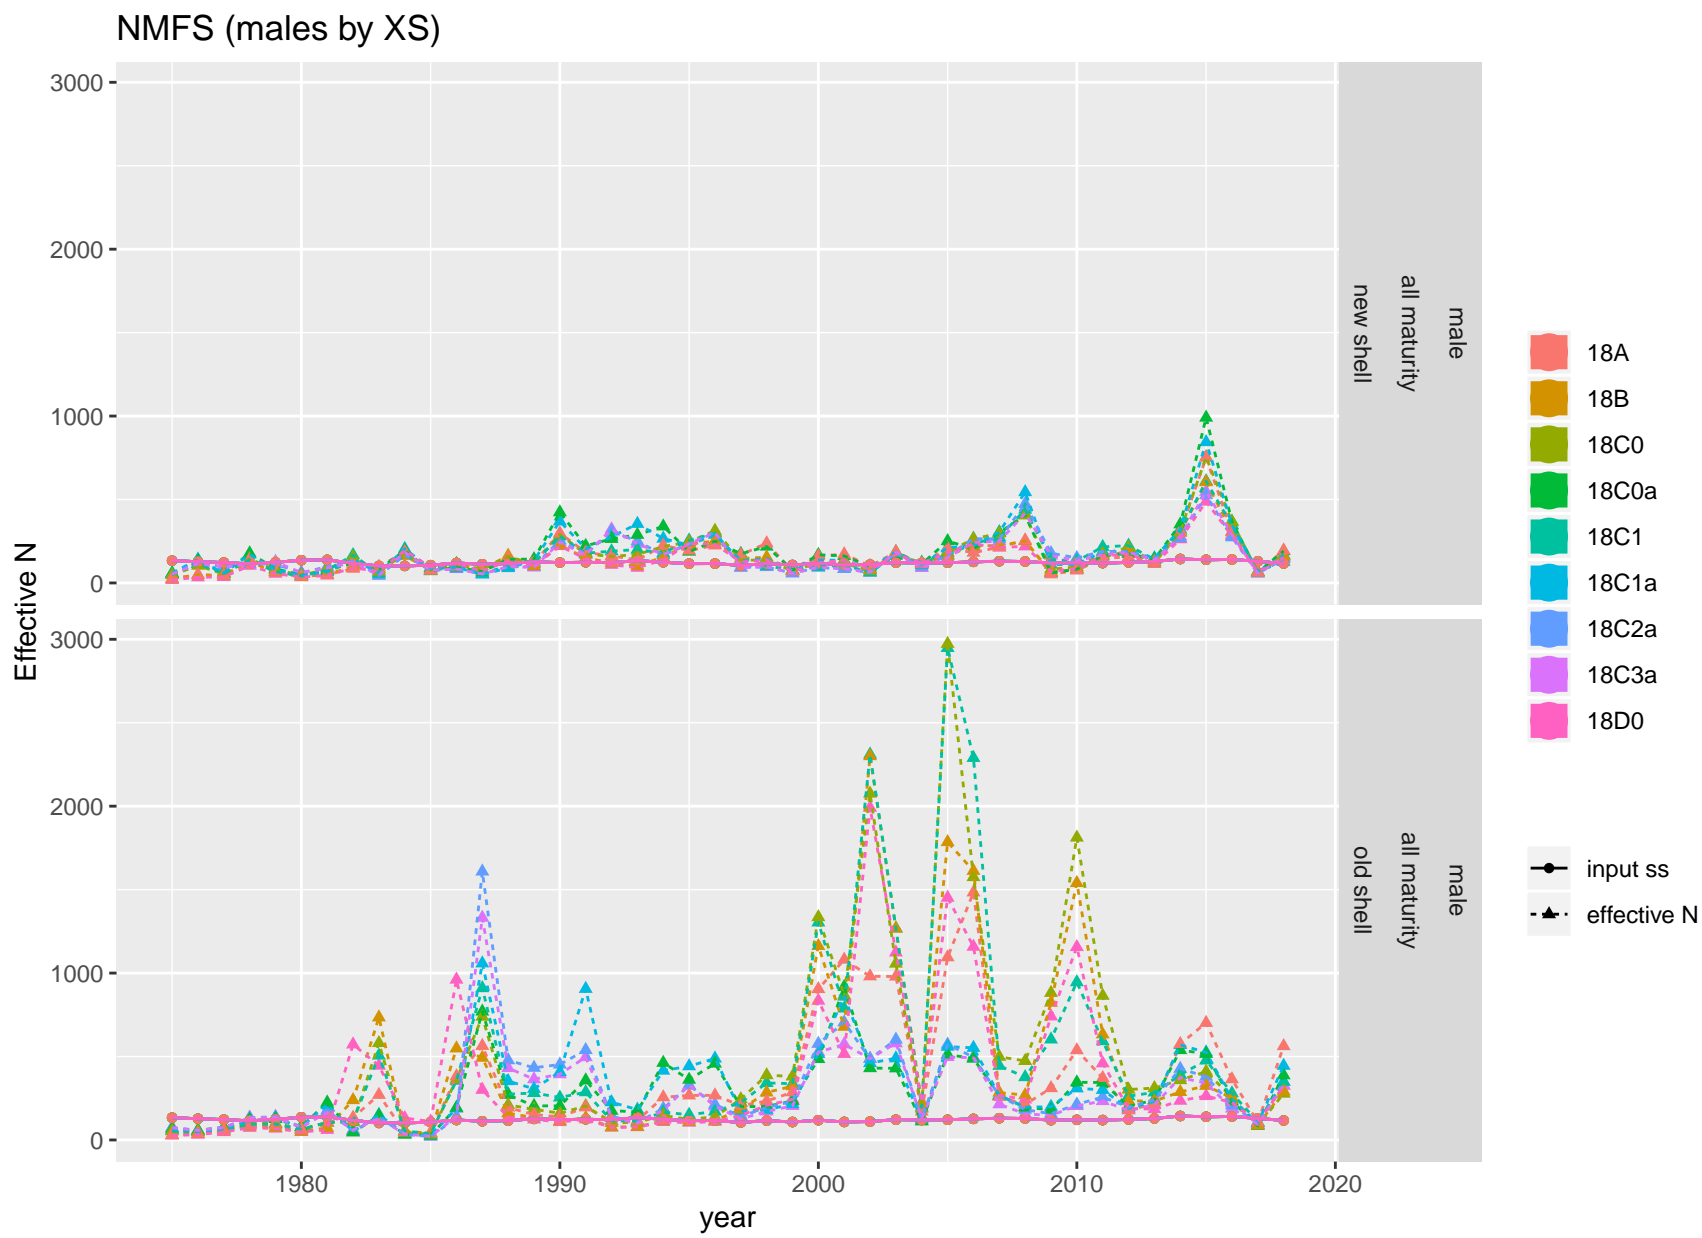 NMFS (males by XS)
3000
2000
1000
0
new shell
all maturity
male
3000
2000
1000
0
old shell
all maturity
male
Effective N
1980
1990
2000
2010
2020
year
18A
18B
18C0
18C0a
18C1
18C1a
18C2a
18C3a
18D0
input ss
effective N